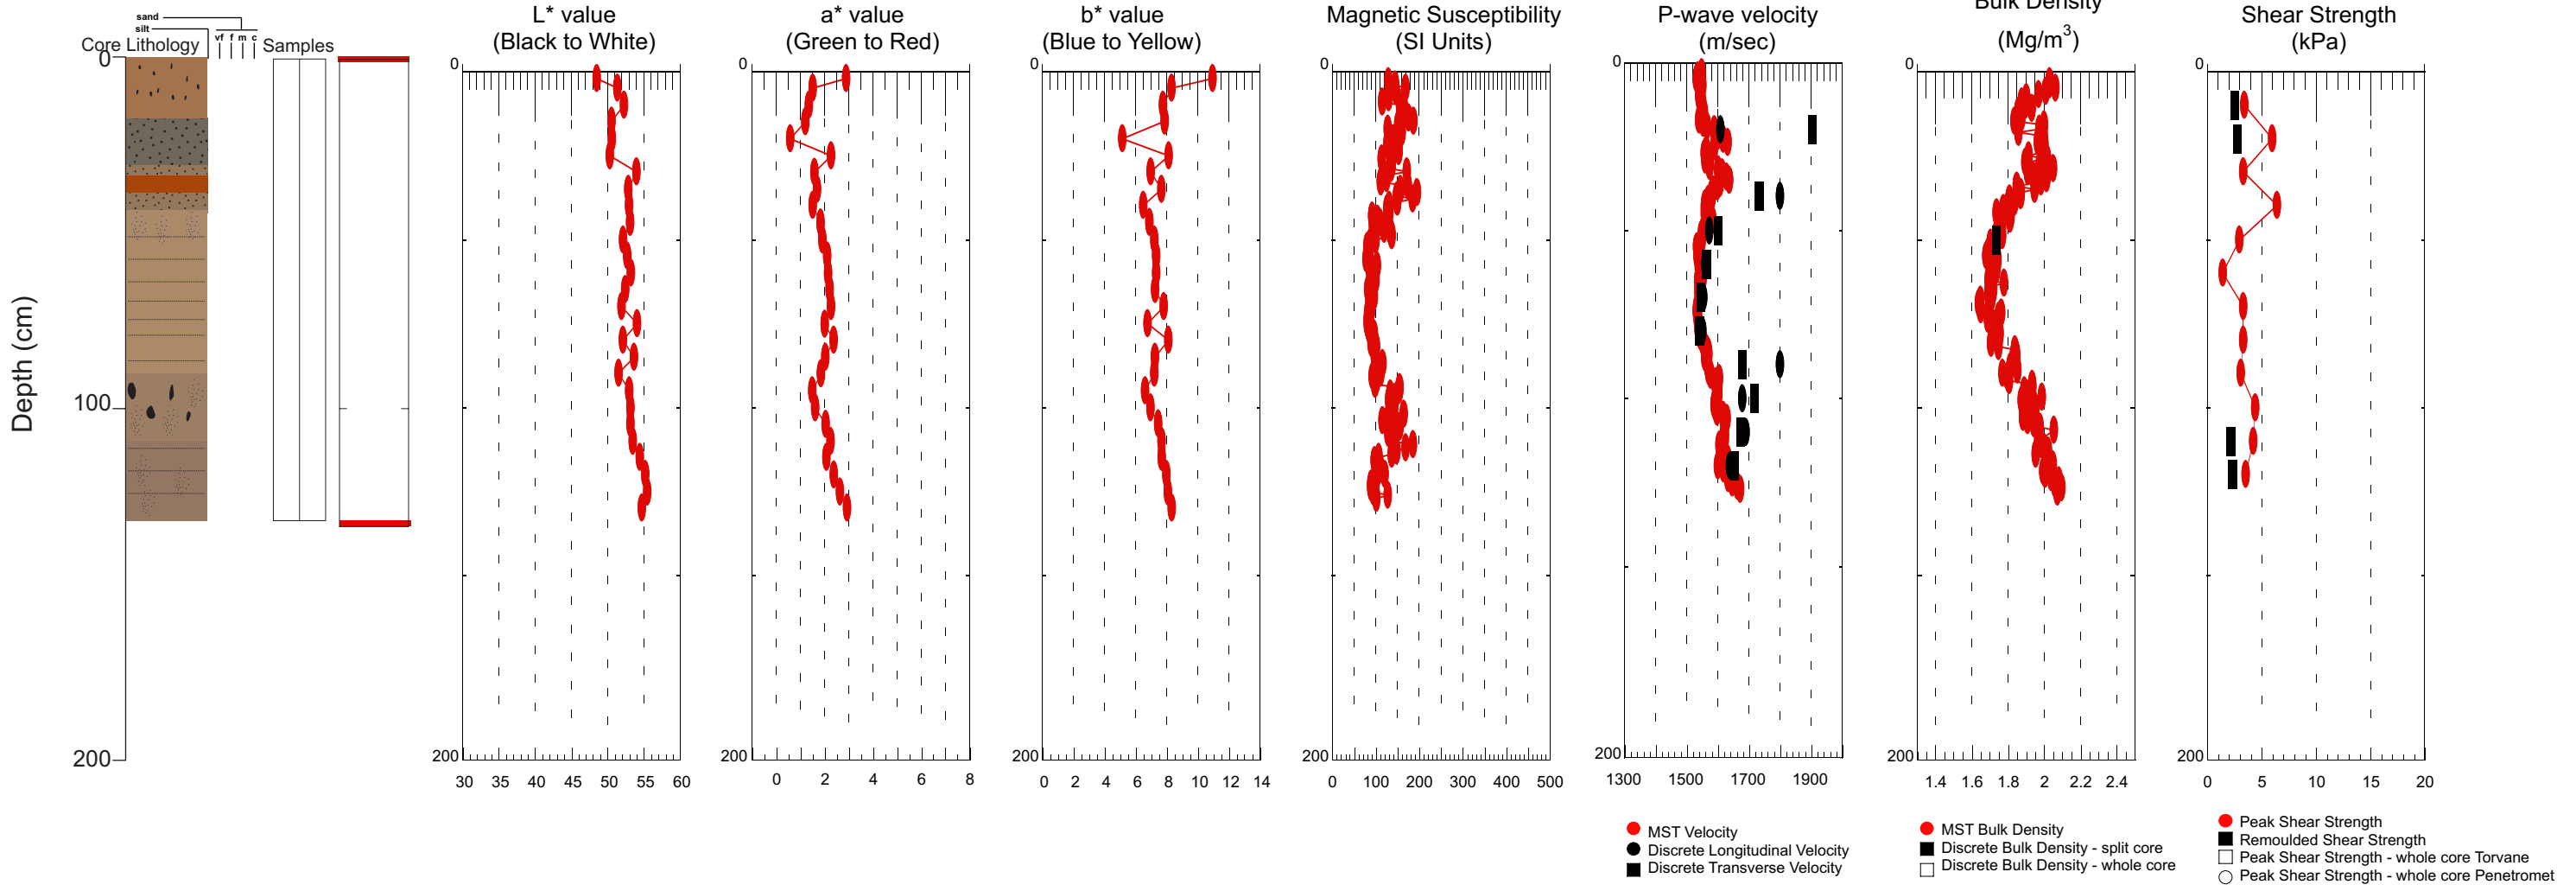 sand
silt
vf f m c
Core Lithology
Samples
L* value
(Black to White)
a* value
(Green to Red)
b* value
(Blue to Yellow)
Magnetic Susceptibility
(SI Units)
P-wave velocity
(m/sec)
Bulk Density
(Mg/m³)
Shear Strength
(kPa)
Depth (cm)
0
100
200
0
200
30 35 40 45 50 55 60
0
200
0 2 4 6 8
0
200
0 2 4 6 8 10 12 14
0
200
0 100 200 300 400 500
0
200
1300 1500 1700 1900
0
200
1.4 1.6 1.8 2 2.2 2.4
0
200
0 5 10 15 20
MST Velocity
Discrete Longitudinal Velocity
Discrete Transverse Velocity
MST Bulk Density
Discrete Bulk Density - split core
Discrete Bulk Density - whole core
Peak Shear Strength
Remoulded Shear Strength
Peak Shear Strength - whole core Torvane
Peak Shear Strength - whole core Penetromet